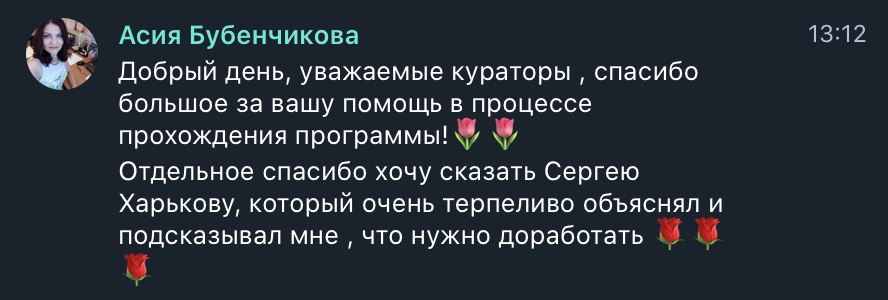 Асия Бубенчикова
13:12
Добрый день, уважаемые кураторы , спасибо
большое за вашу помощь в процессе
прохождения программы!🌷🌷
Отдельное спасибо хочу сказать Сергею
Харькову, который очень терпеливо объяснял и
подсказывал мне , что нужно доработать 🌹🌹
🌹